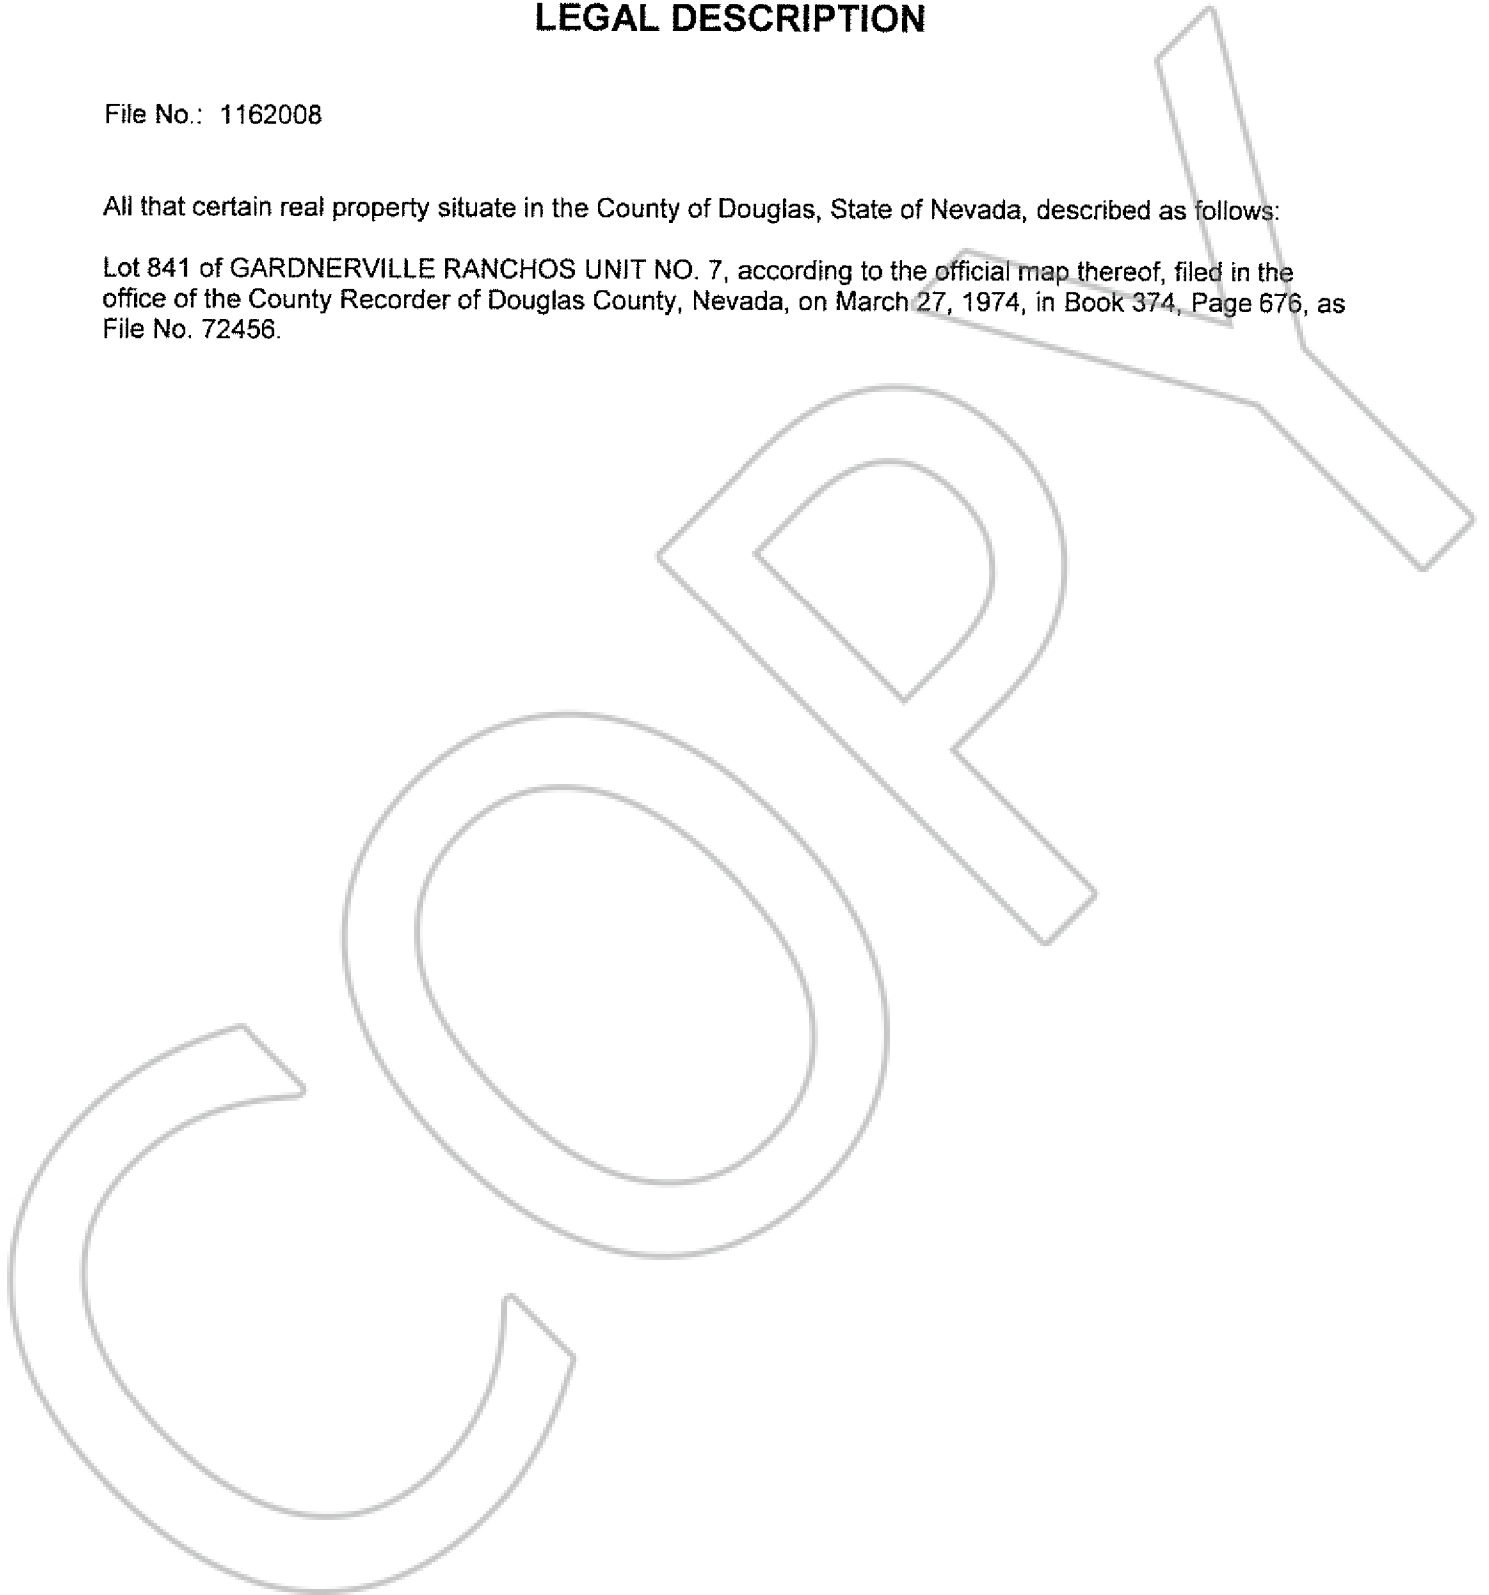 LEGAL DESCRIPTION
File No.: 1162008
All that certain real property situate in the County of Douglas, State of Nevada, described as follows:
Lot 841 of GARDNERVILLE RANCHOS UNIT NO. 7, according to the official map thereof, filed in the
office of the County Recorder of Douglas County, Nevada, on March 27, 1974, in Book 374, Page 676, as
File No. 72456.
COPY